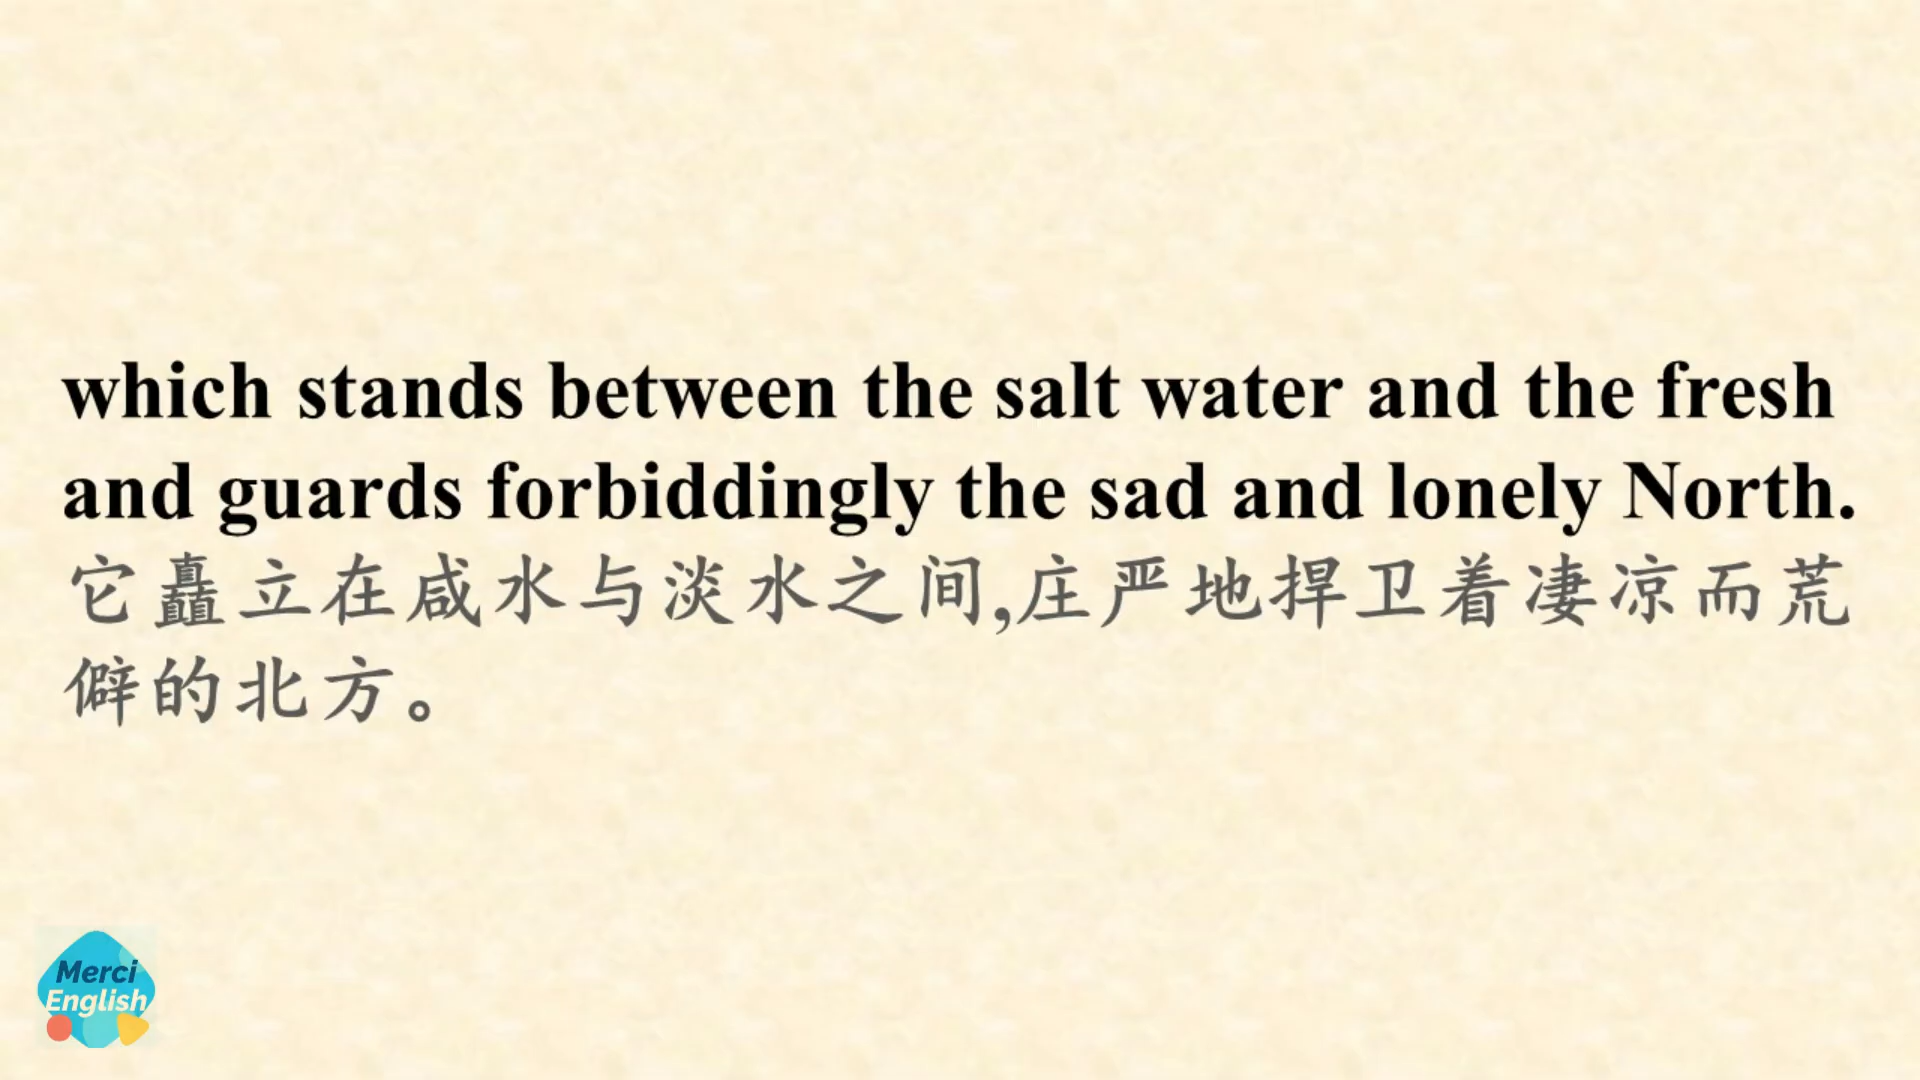 which stands between the salt water and the fresh
and guards forbiddingly the sad and lonely North.
它矗立在咸水与淡水之间,庄严地捍卫着凄凉而荒
僻的北方。
Merci
English